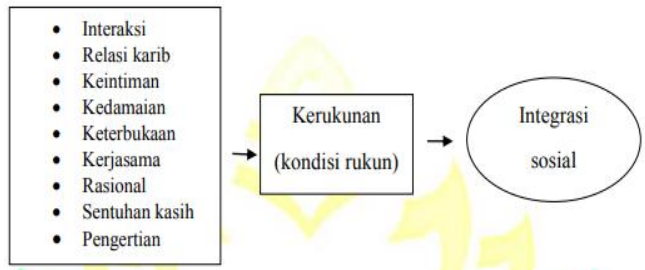 • Interaksi
• Relasi karib
• Keintiman
• Kedamaian
• Keterbukaan
• Kerjasama
• Rasional
• Sentuhan kasih
• Pengertian
Kerukunan
(kondisi rukun)
Integrasi
sosial